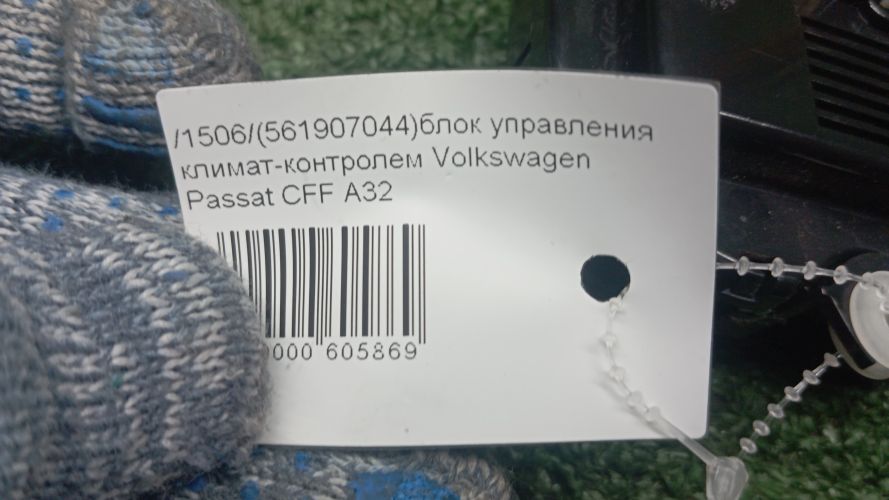 /1506/(561907044)блок управления
климат-контролем Volkswagen
Passat CFF A32
000 605869